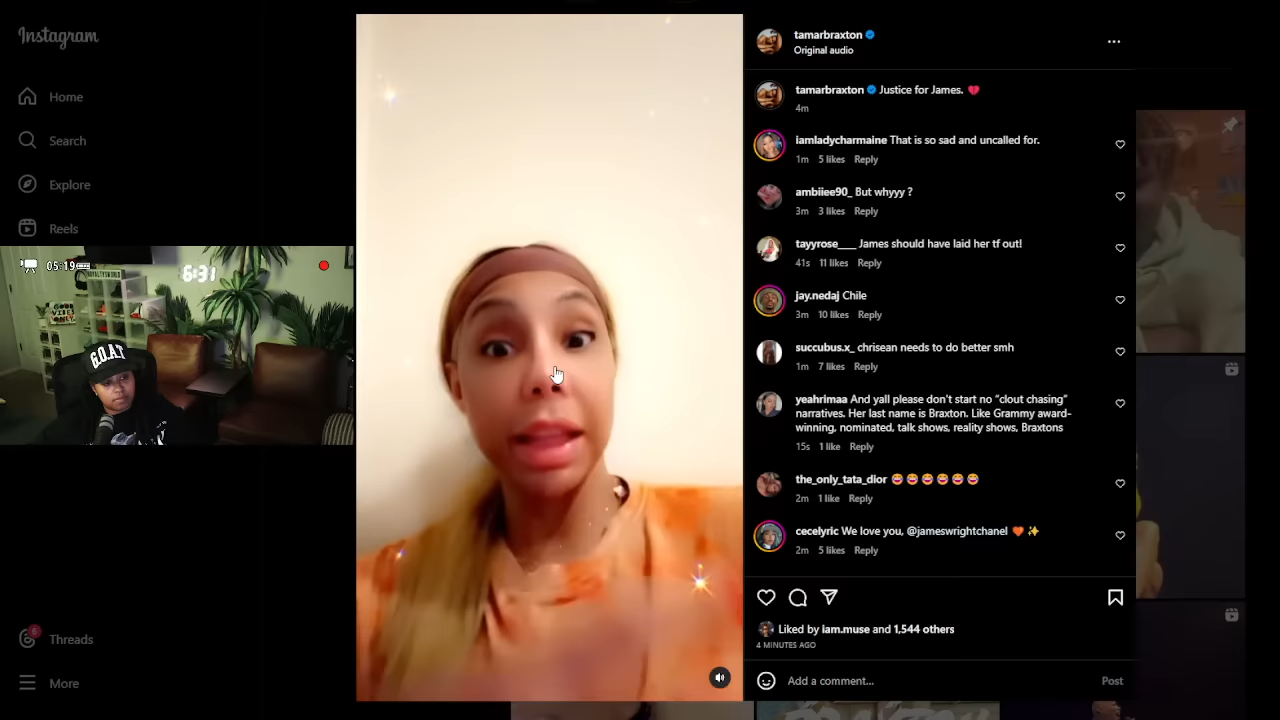 Instagram
Home
Search
Explore
Reels
6
Threads
More
05:19
6:31
GOOD
VIBES
ONLY
G.O.A.T
tamarbraxton
Original audio
tamarbraxton Justice for James. 💔
4m
iamladycharmaine That is so sad and uncalled for.
1m 5 likes Reply
ambiiee90_ But whyyy ?
3m 3 likes Reply
tayyrose___ James should have laid her tf out!
41s 11 likes Reply
jay.nedaj Chile
3m 10 likes Reply
succubus.x_ chrisean needs to do better smh
1m 7 likes Reply
yeahrimaa And yall please don't start no “clout chasing”
narratives. Her last name is Braxton. Like Grammy award-
winning, nominated, talk shows, reality shows, Braxtons
15s 1 like Reply
the_only_tata_dior 😂😂😂😂😂😂
2m 1 like Reply
cecelyric We love you, @jameswrightchanel ❤️ ✨
2m 5 likes Reply
Liked by iam.muse and 1,544 others
4 MINUTES AGO
Add a comment...
Post